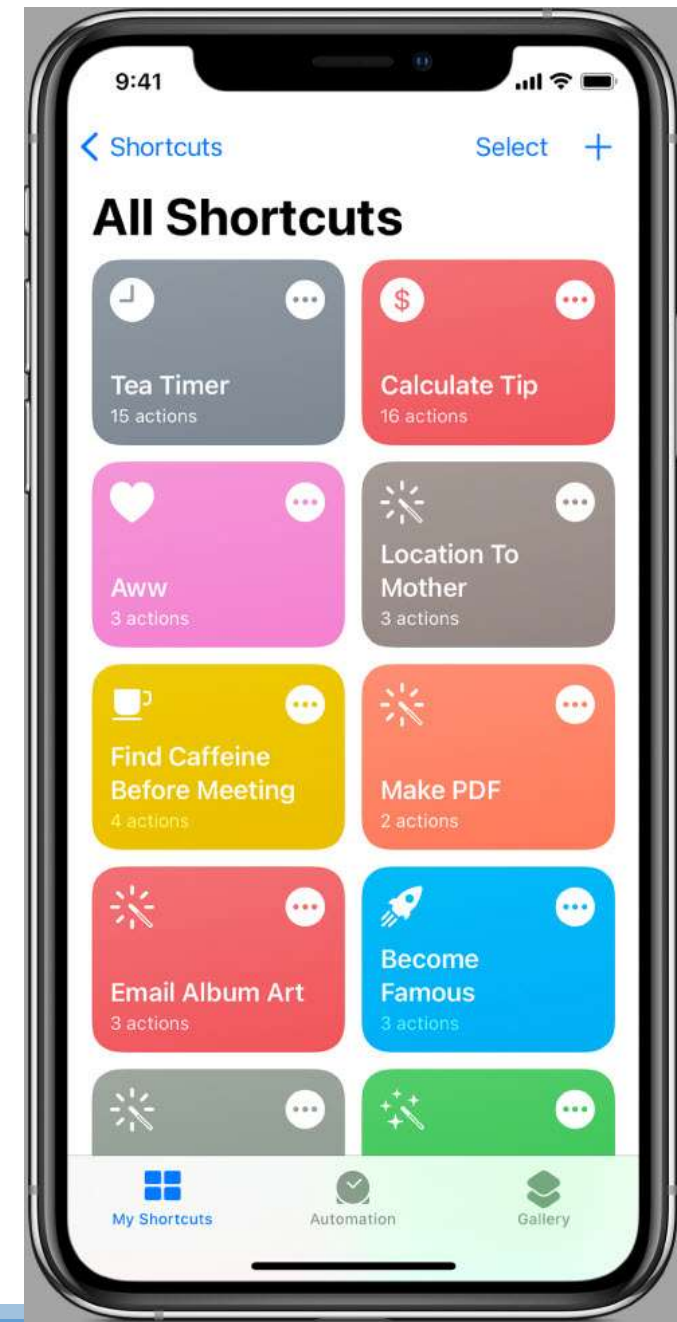 9:41
Shortcuts
Select
All Shortcuts
Tea Timer
15 actions
Calculate Tip
16 actions
Aww
3 actions
Location To
Mother
3 actions
Find Caffeine
Before Meeting
4 actions
Make PDF
2 actions
Email Album Art
3 actions
Become
Famous
3 actions
My Shortcuts
Automation
Gallery